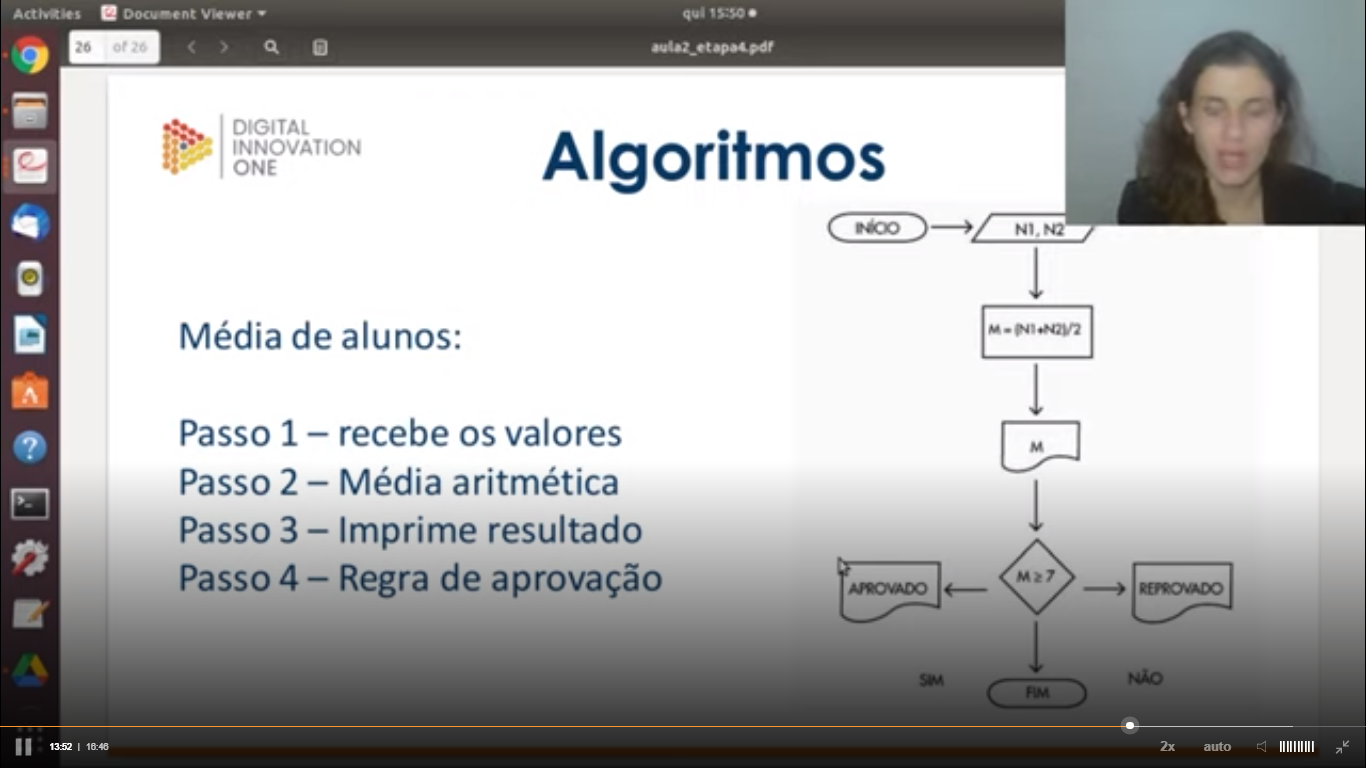 Activities
Document Viewer
qui 15:50
26 of 26
aula2_etapa4.pdf
DIGITAL
INNOVATION
ONE
Algoritmos
INÍCIO
N1, N2
M = (N1+N2)/2
M
M ≥ 7
APROVADO
REPROVADO
SIM
NÃO
FIM
Média de alunos:
Passo 1 – recebe os valores
Passo 2 – Média aritmética
Passo 3 – Imprime resultado
Passo 4 – Regra de aprovação
13:52 | 16:46
2x
auto